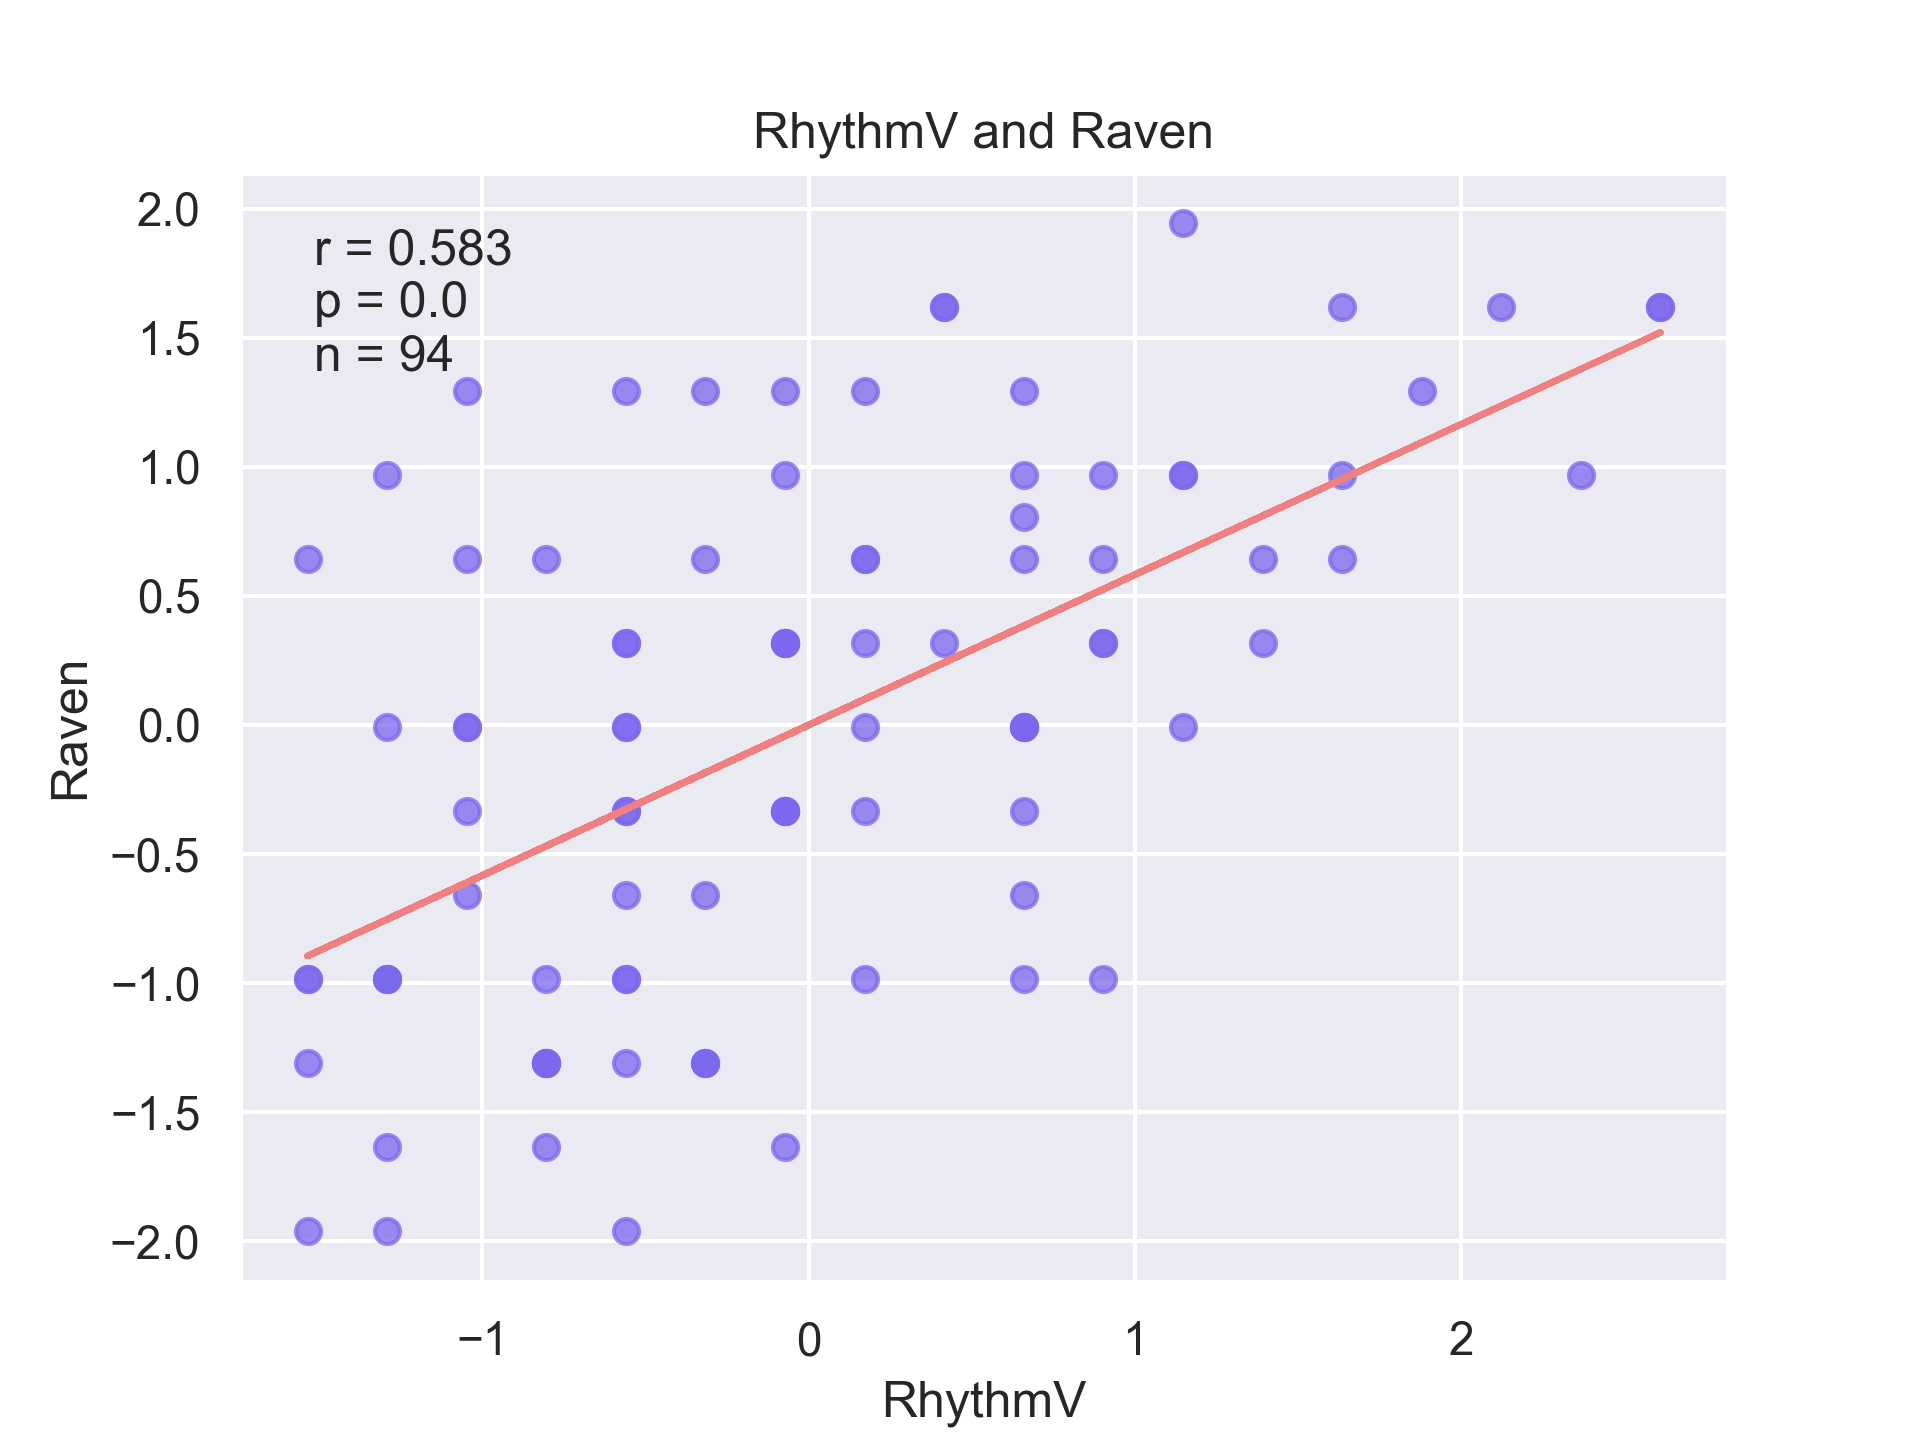 RhythmV and Raven
r = 0.583
p = 0.0
n = 94
2.0
1.5
1.0
0.5
0.0
−0.5
−1.0
−1.5
−2.0
Raven
−1 0 1 2
RhythmV